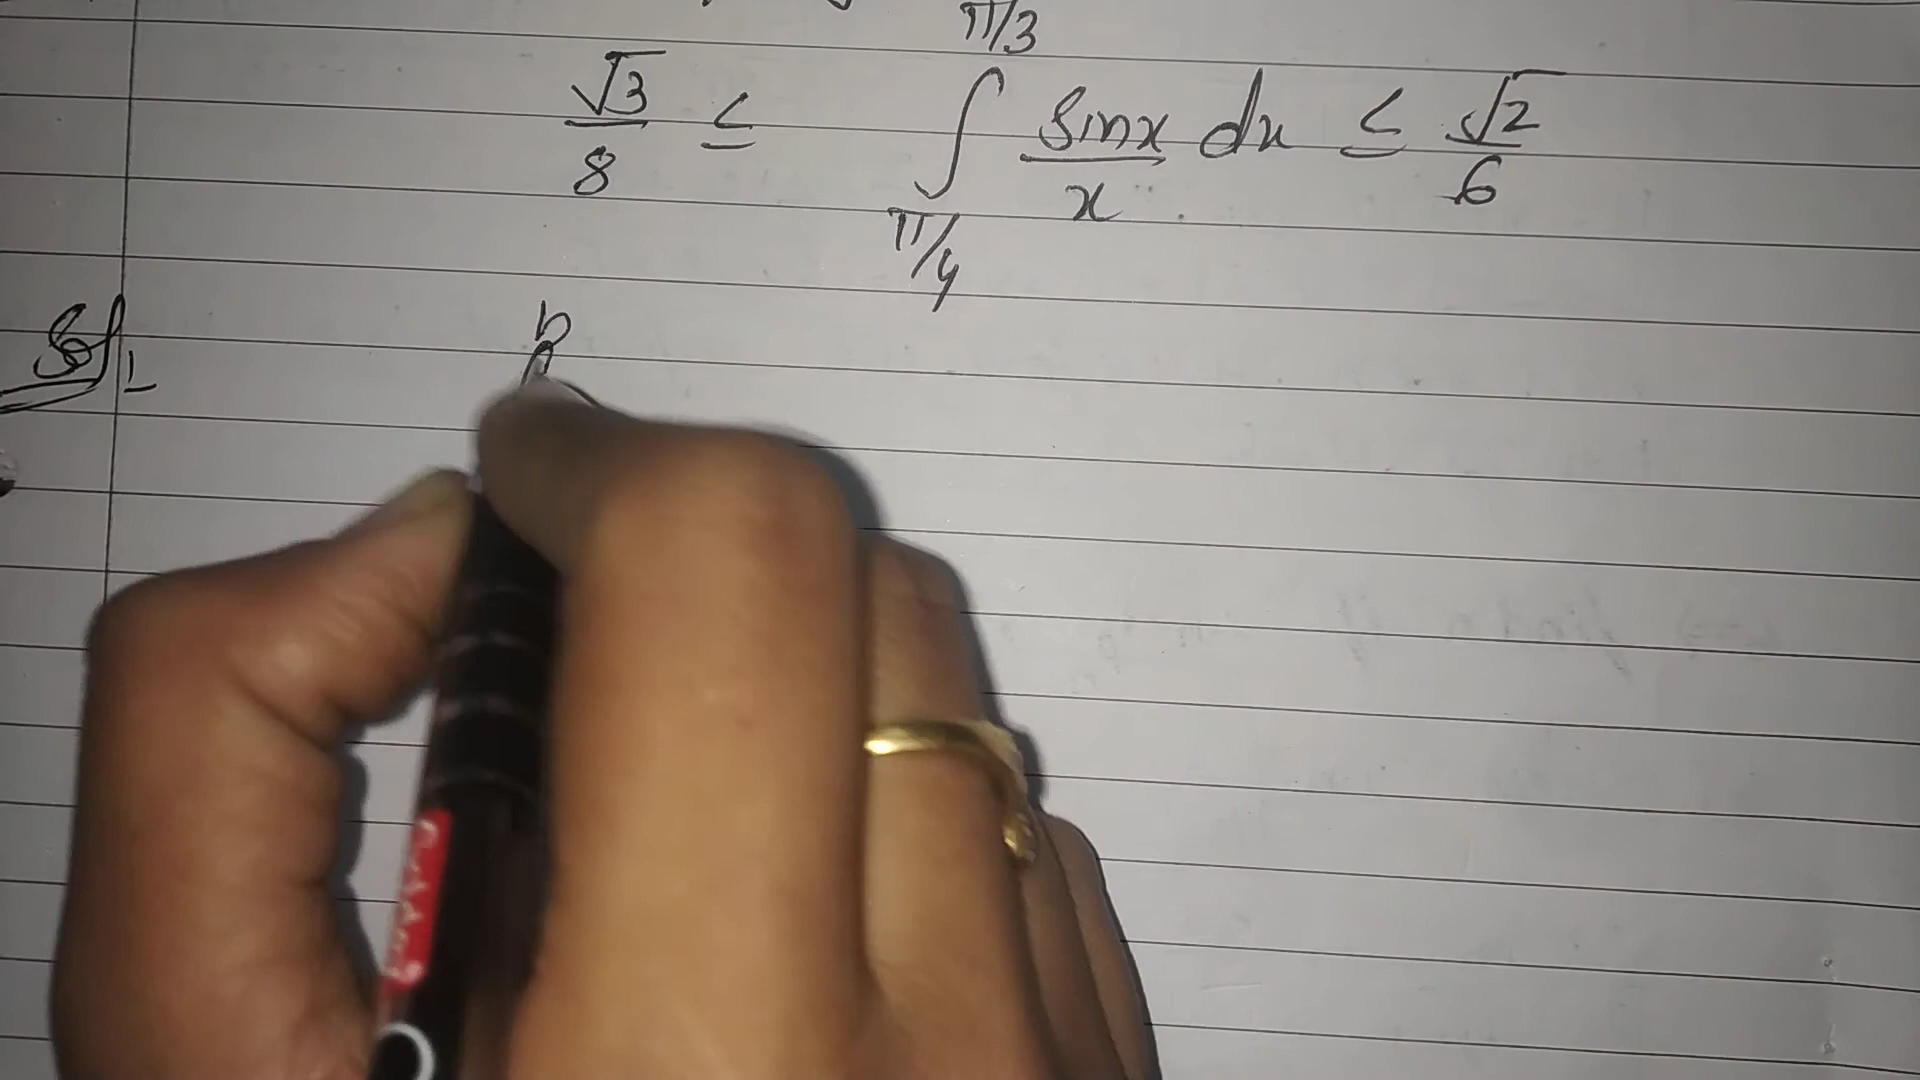 π/3
√3/8 ≤ ∫ sinx/x dx ≤ √2/6
π/4
Sol
b